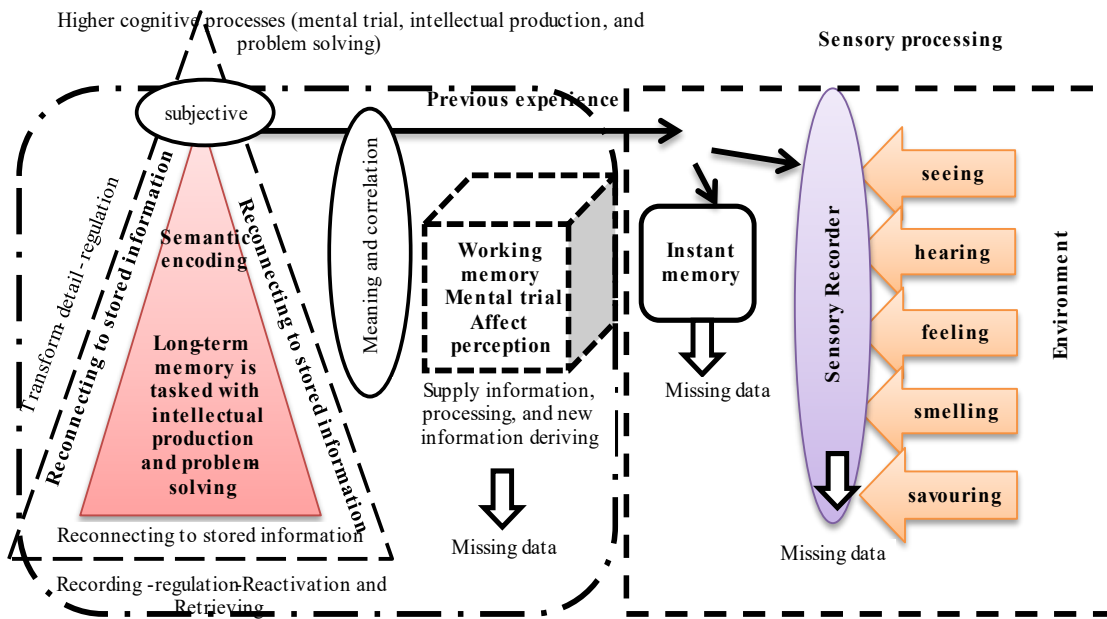 Higher cognitive processes (mental trial, intellectual production, and
problem solving)
Sensory processing
Previous experience
subjective
Transform- detail - regulation
Reconnecting to stored information
Semantic
encoding
Long-term
memory is
tasked with
intellectual
production
and problem-
solving
Reconnecting to stored information
Reconnecting to stored information
Recording -regulation-Reactivation and
Retrieving
Meaning and correlation
Working
memory
Mental trial
Affect
perception
Supply information,
processing, and new
information deriving
Missing data
Instant
memory
Missing data
Sensory Recorder
Missing data
seeing
hearing
feeling
smelling
savouring
Environment